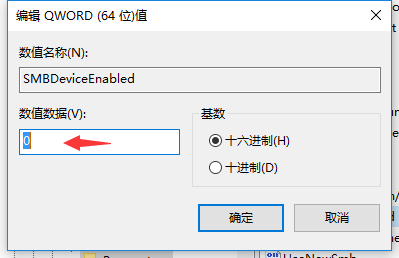 编辑 QWORD (64 位)值
数值名称(N):
SMBDeviceEnabled
数值数据(V):
0
基数
十六进制(H)
十进制(D)
确定
取消